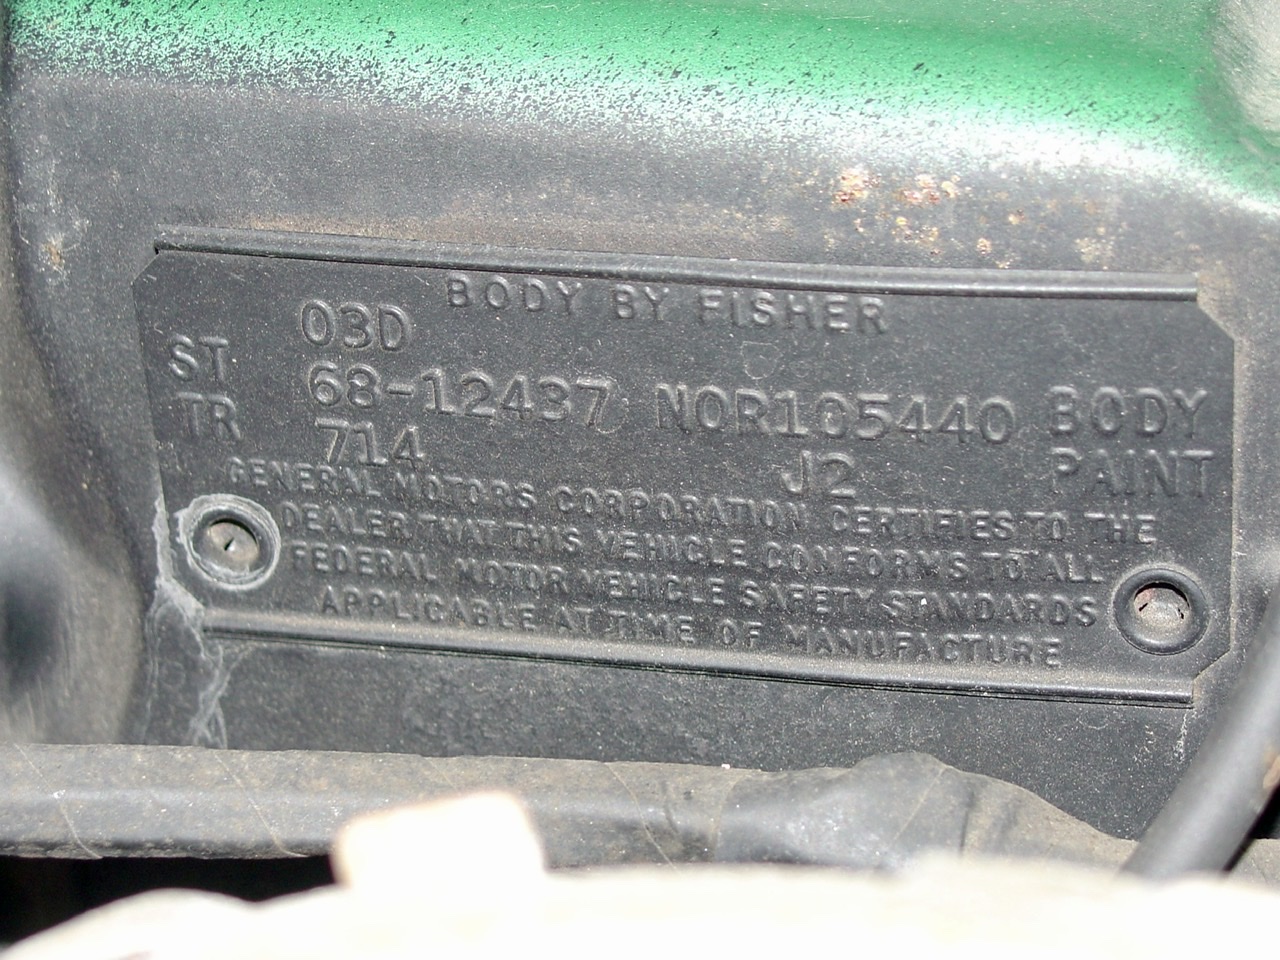 BODY BY FISHER
03D
ST 68-12437 NOR105440 BODY
TR 714 J2 PAINT
GENERAL MOTORS CORPORATION CERTIFIES TO THE
DEALER THAT THIS VEHICLE CONFORMS TO ALL
FEDERAL MOTOR VEHICLE SAFETY STANDARDS
APPLICABLE AT TIME OF MANUFACTURE